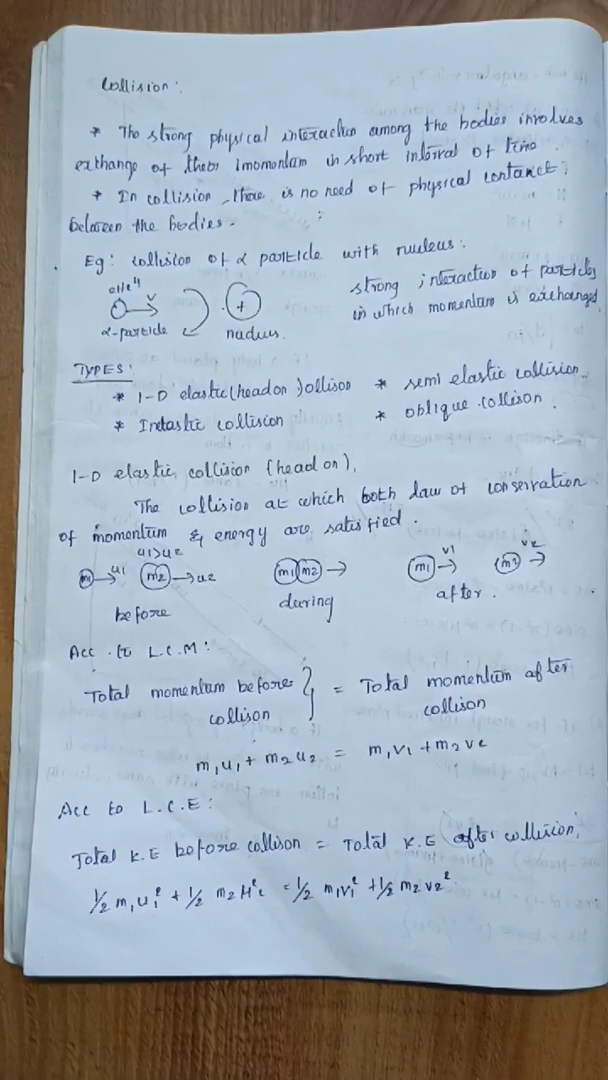 Collision:
* The strong physical interaction among the bodies involves
exchange of their imomentam in short interval of time.
* In collision, there is no need of physical contanct
between the bodies.
Eg: collision of α particle with nucleus:
V
+
strong interaction of particles
in which momentum is exchanged
α-particle
nucleus.
TYPES:
* 1-D elastic (head on) ollison * semi elastic collision.
* Inelastic collision * oblique collison.
1-D elastic collision (head on),
The collision at which both law of conservation
of momentum & energy are satisfied.
u1>u2
m1 → u1 m2 → u2 m1 m2 → m1 → v1 m2 → v2
before during after.
Acc. to L.C.M:
Total momentum before collison } = Total momentum after collison
m1u1 + m2u2 = m1v1 + m2v2
Acc to L.C.E:
Total K.E before collison = Total K.E after collision,
½ m1u1² + ½ m2u²2 = ½ m1v1² + ½ m2v2²